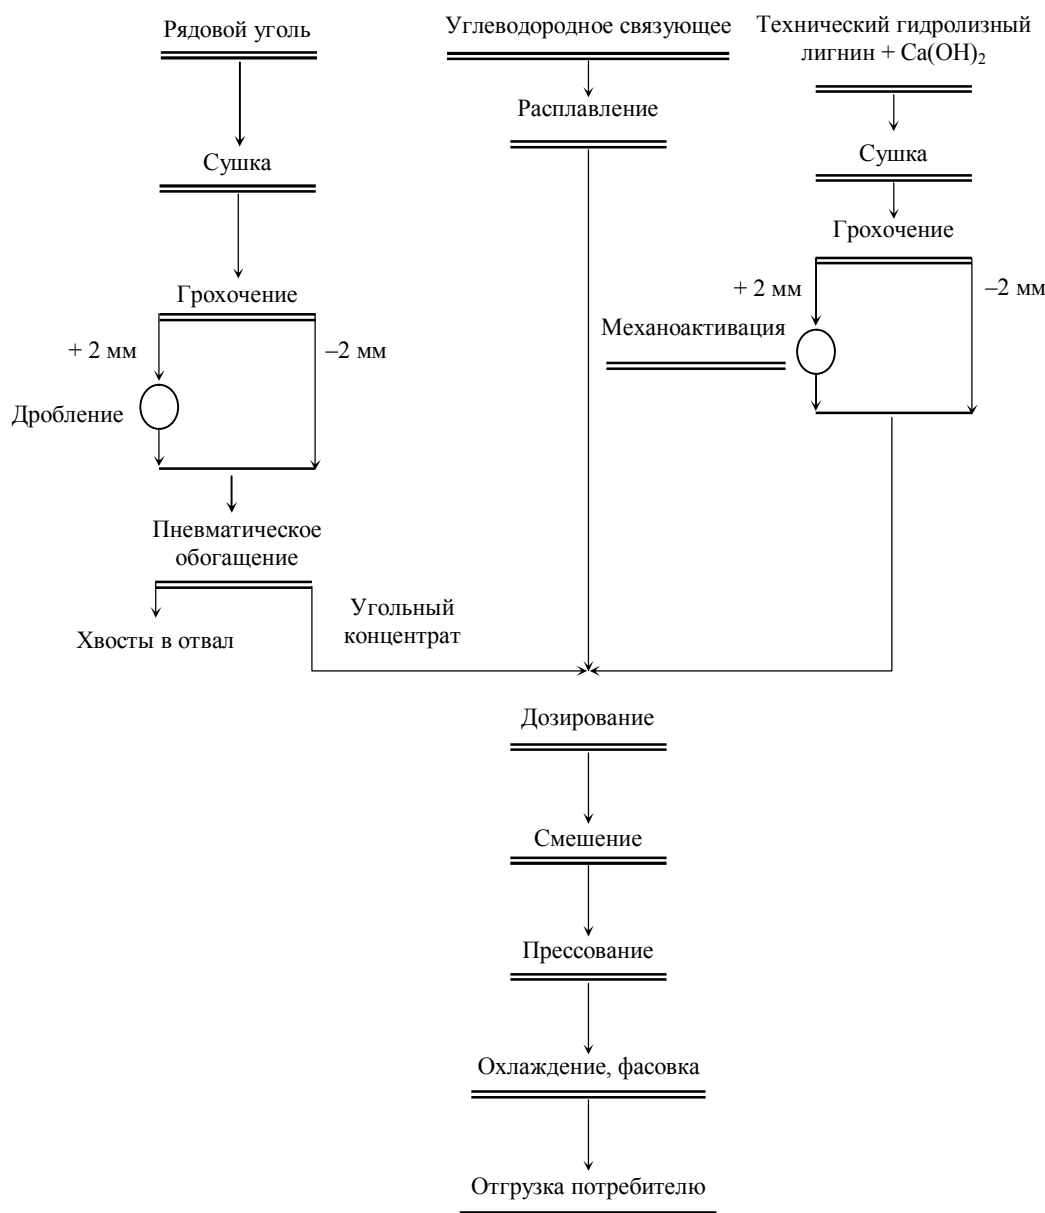 Рядовой уголь
Углеводородное связующее
Технический гидролизный
лигнин + Ca(OH)₂
Расплавление
Сушка
Сушка
Грохочение
Грохочение
+ 2 мм
–2 мм
+ 2 мм
–2 мм
Механоактивация
Дробление
Пневматическое
обогащение
Угольный
концентрат
Хвосты в отвал
Дозирование
Смешение
Прессование
Охлаждение, фасовка
Отгрузка потребителю